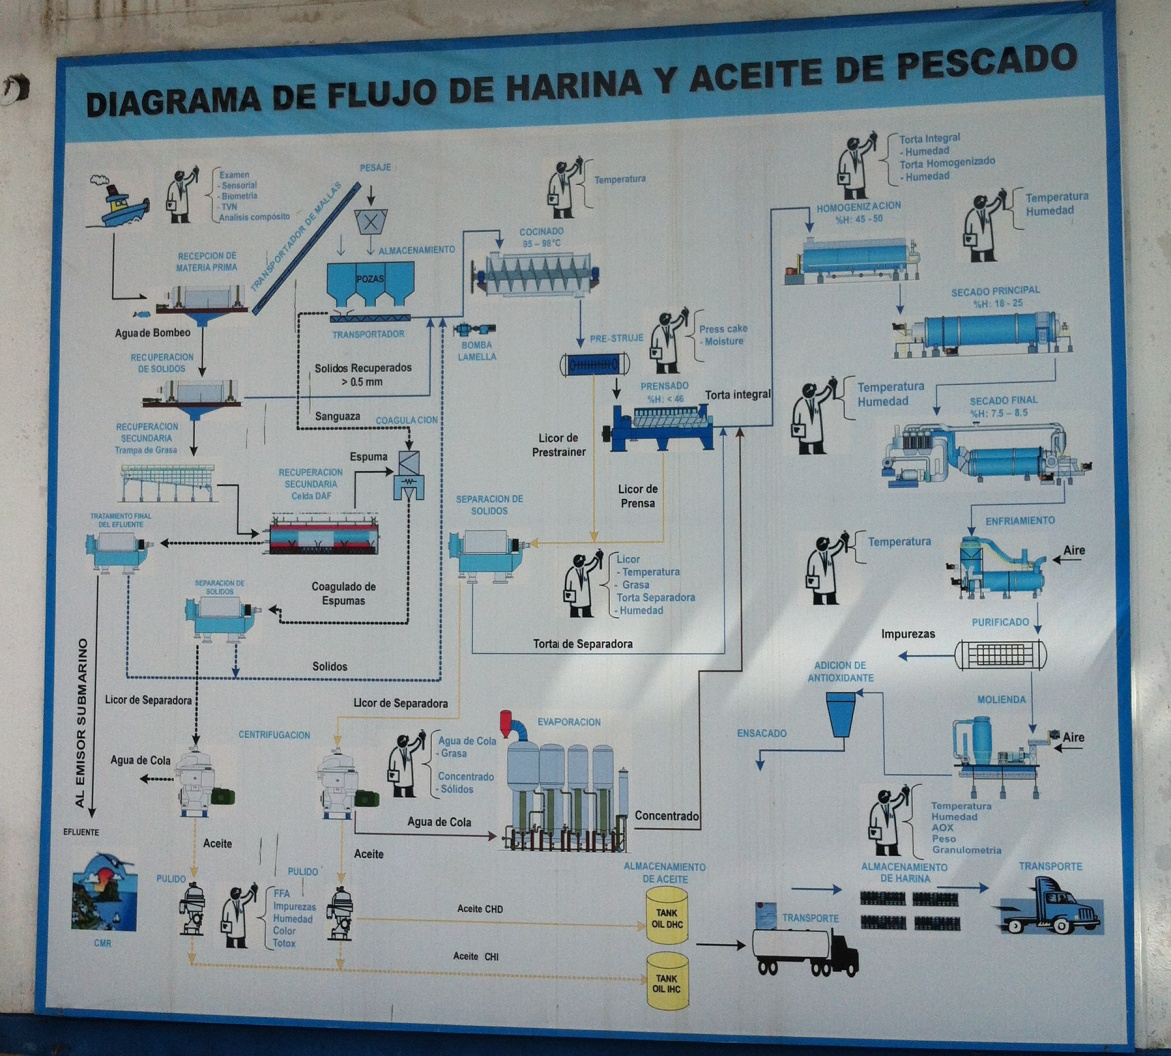 DIAGRAMA DE FLUJO DE HARINA Y ACEITE DE PESCADO
Examen
- Sensorial
- Biometria
- TVN
Analisis compósito
RECEPCION DE
MATERIA PRIMA
Agua de Bombeo
TRANSPORTADOR DE MALLAS
PESAJE
ALMACENAMIENTO
POZAS
TRANSPORTADOR
BOMBA
LAMELLA
COCINADO
95 – 98°C
Temperatura
PRE-STRUJE
Press cake
- Moisture
PRENSADO
%H: < 46
Torta integral
Torta Integral
- Humedad
Torta Homogenizado
- Humedad
HOMOGENIZACION
%H: 45 - 50
Temperatura
Humedad
SECADO PRINCIPAL
%H: 18 - 25
Temperatura
Humedad
SECADO FINAL
%H: 7.5 – 8.5
RECUPERACION
DE SOLIDOS
Solidos Recuperados
> 0.5 mm
Sanguaza
COAGULACION
Espuma
RECUPERACION
SECUNDARIA
Trampa de Grasa
RECUPERACION
SECUNDARIA
Celda DAF
TRATAMIENTO FINAL
DEL EFLUENTE
SEPARACION DE
SOLIDOS
Coagulado de
Espumas
Solidos
Licor de
Prestrainer
Licor de
Prensa
SEPARACION DE
SOLIDOS
Licor
- Temperatura
- Grasa
Torta Separadora
- Humedad
Torta de Separadora
Temperatura
ENFRIAMIENTO
Aire
PURIFICADO
Impurezas
ADICION DE
ANTIOXIDANTE
MOLIENDA
Aire
ENSACADO
AL EMISOR SUBMARINO
Licor de Separadora
Licor de Separadora
CENTRIFUGACION
Agua de Cola
Agua de Cola
- Grasa
Concentrado
- Sólidos
EVAPORACION
Agua de Cola
Concentrado
Temperatura
Humedad
AOX
Peso
Granulometria
EFLUENTE
CMR
Aceite
Aceite
PULIDO
PULIDO
FFA
Impurezas
Humedad
Color
Totox
Aceite CHD
Aceite CHI
ALMACENAMIENTO
DE ACEITE
TANK
OIL DHC
TANK
OIL IHC
TRANSPORTE
ALMACENAMIENTO
DE HARINA
TRANSPORTE